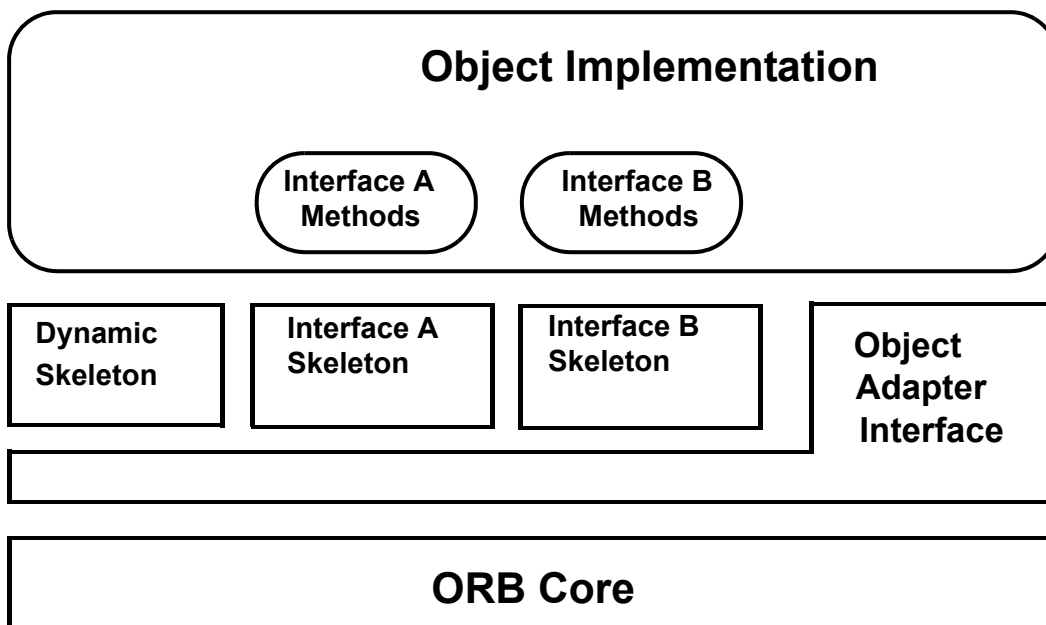 Object Implementation
Interface A
Methods
Interface B
Methods
Dynamic
Skeleton
Interface A
Skeleton
Interface B
Skeleton
Object
Adapter
Interface
ORB Core